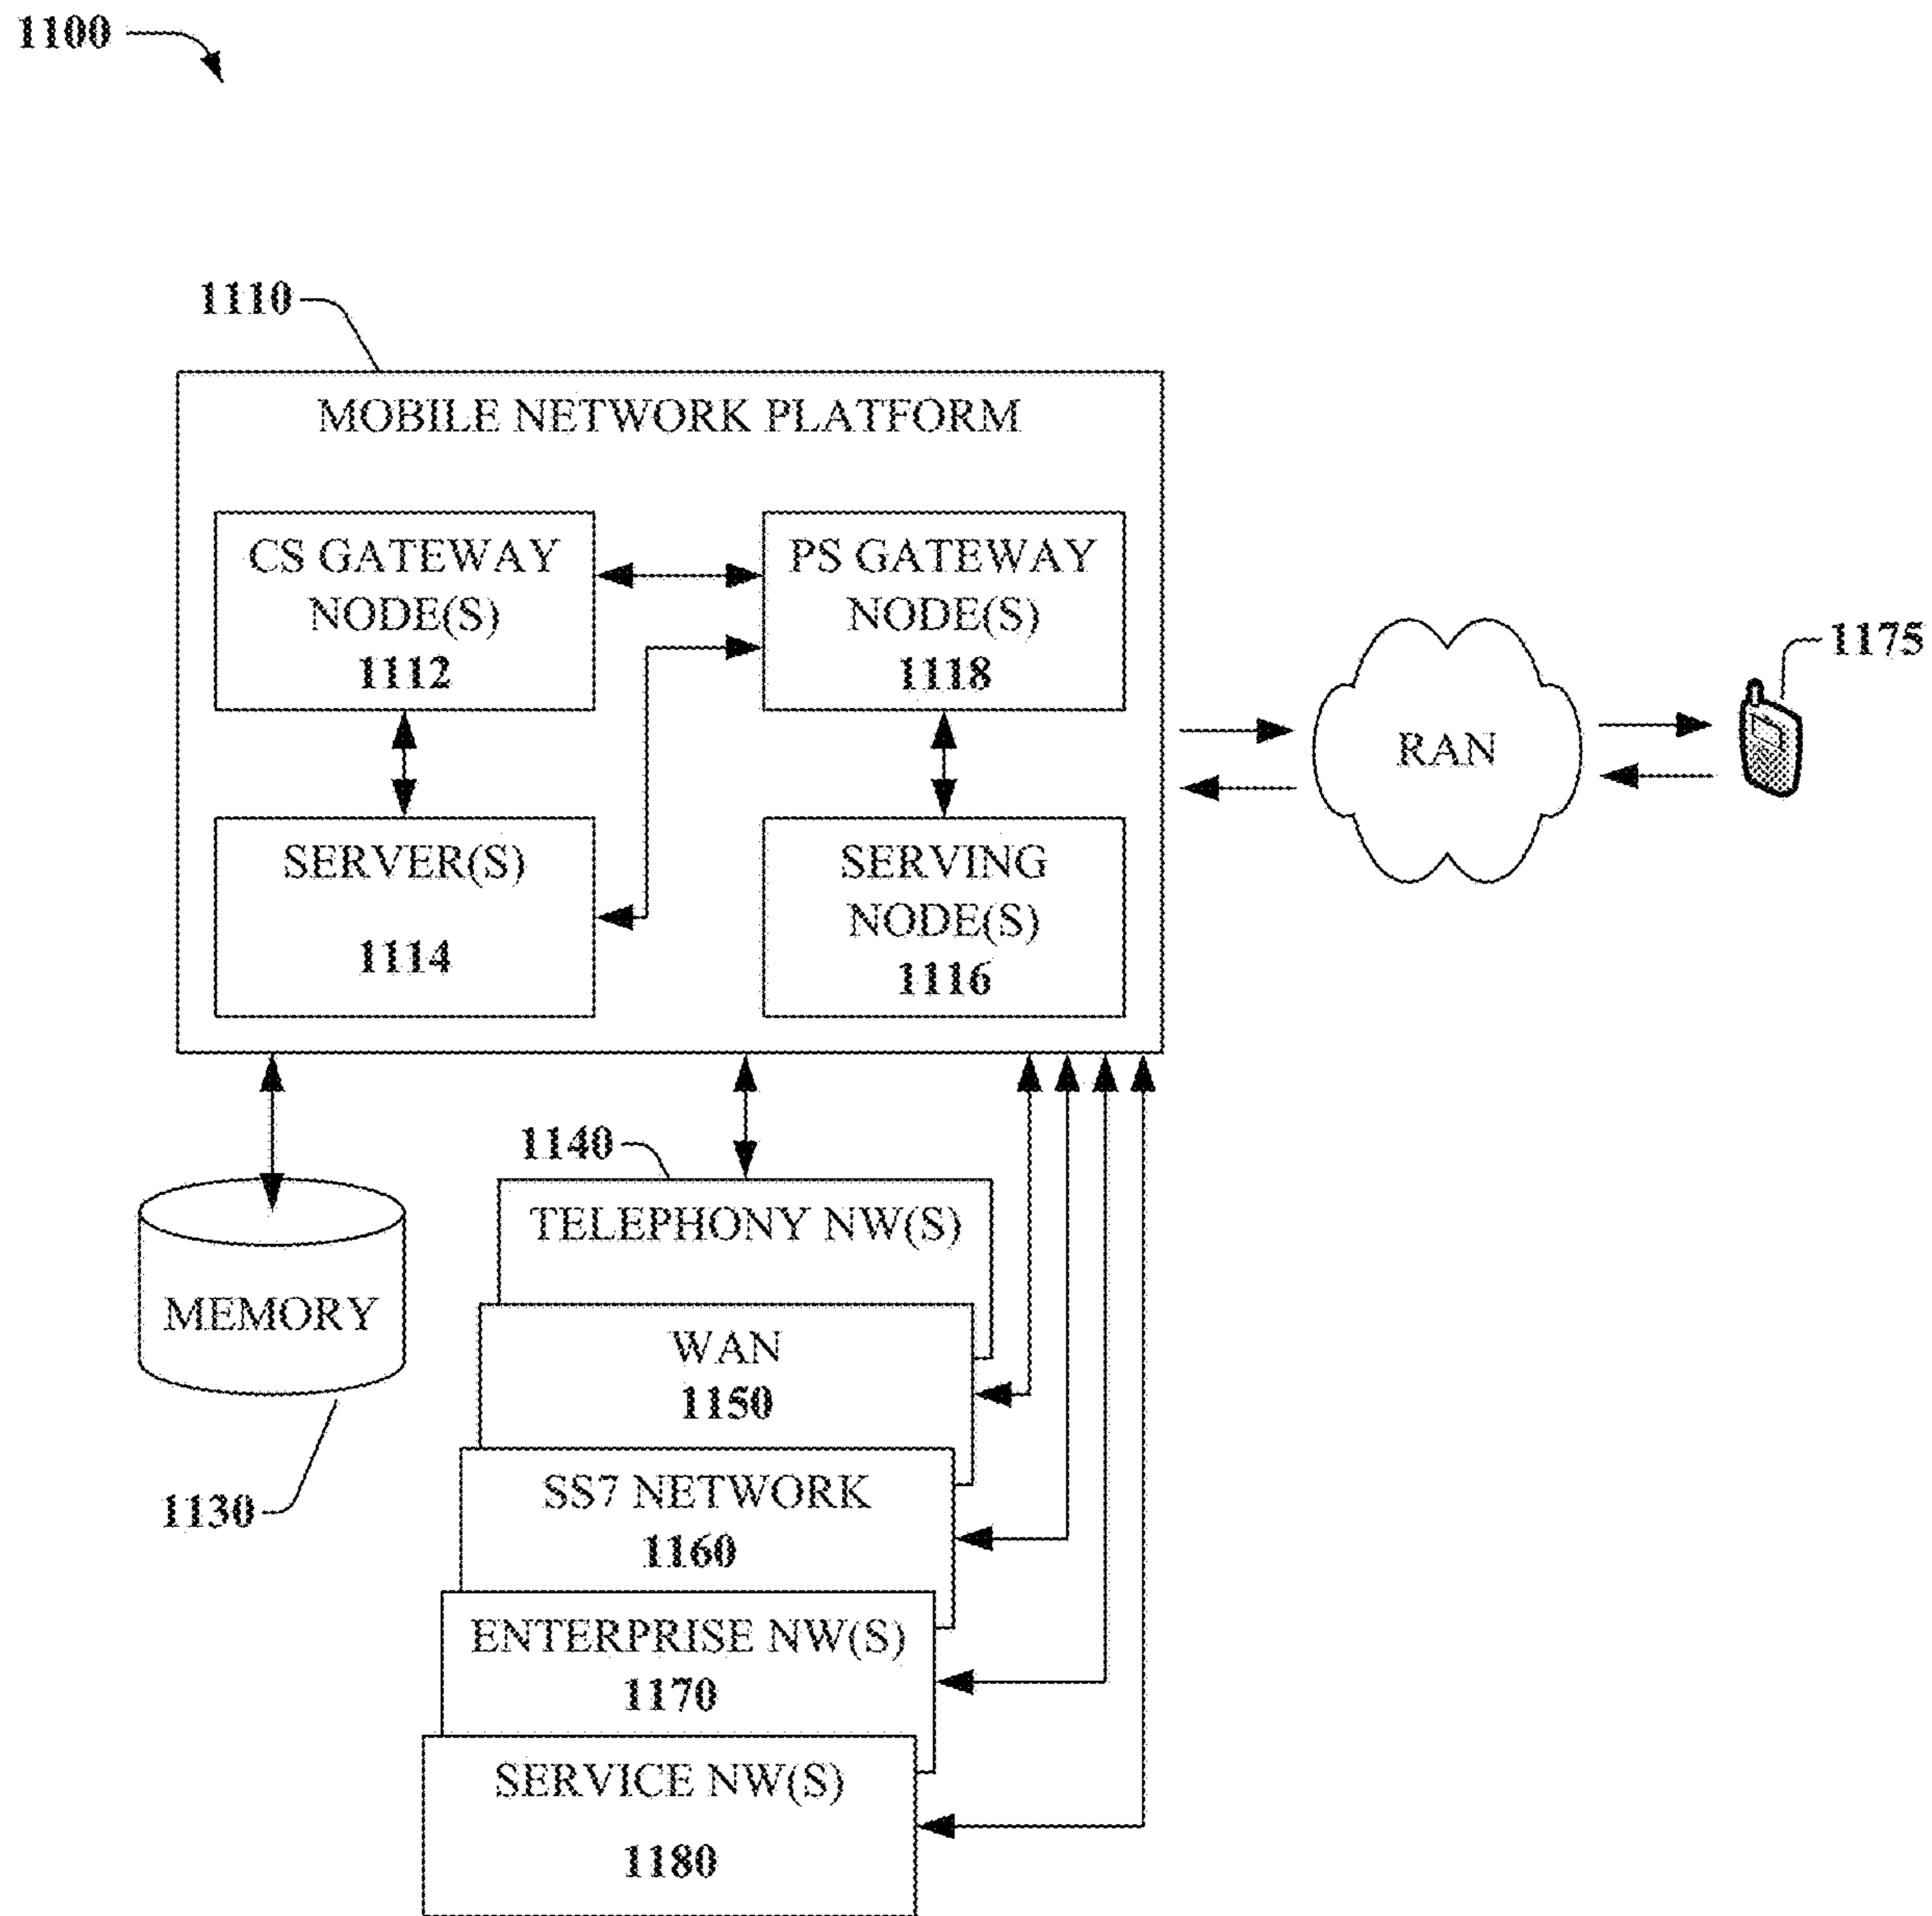 1100
1110
MOBILE NETWORK PLATFORM
CS GATEWAY
NODE(S)
1112
PS GATEWAY
NODE(S)
1118
SERVER(S)
1114
SERVING
NODE(S)
1116
RAN
1175
1140
TELEPHONY NW(S)
MEMORY
1130
WAN
1150
SS7 NETWORK
1160
ENTERPRISE NW(S)
1170
SERVICE NW(S)
1180